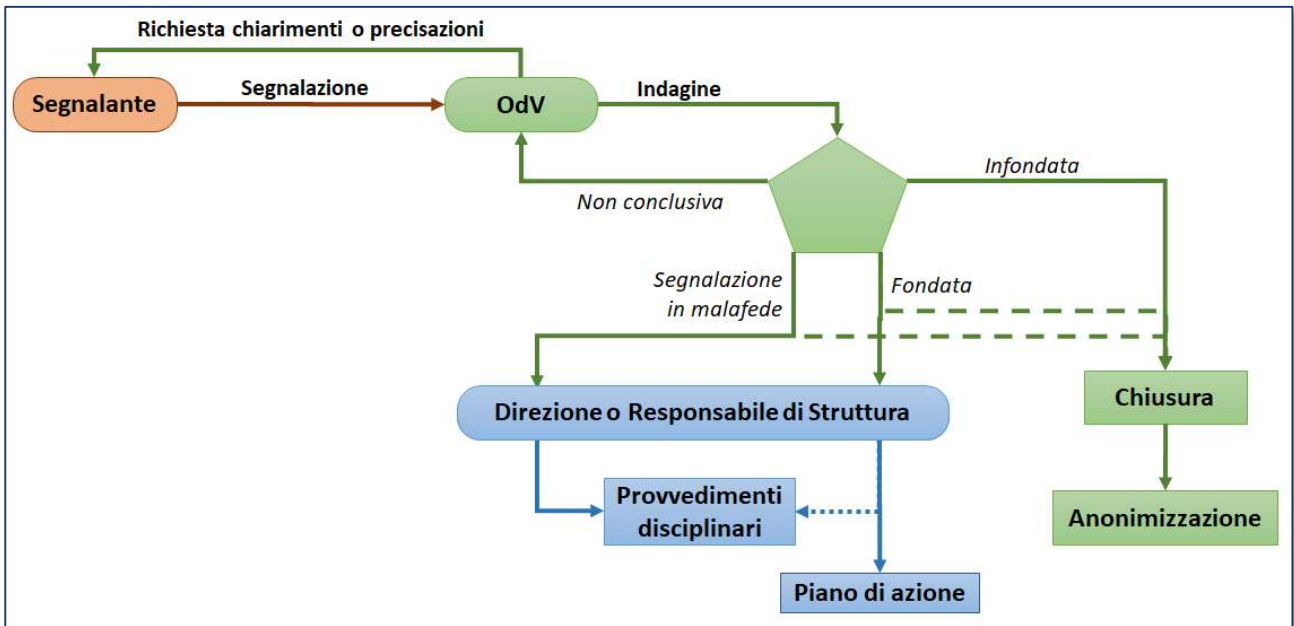 Richiesta chiarimenti o precisazioni
Segnalante
Segnalazione
OdV
Indagine
Infondata
Non conclusiva
Segnalazione
in malafede
Fondata
Direzione o Responsabile di Struttura
Chiusura
Provvedimenti
disciplinari
Anonimizzazione
Piano di azione